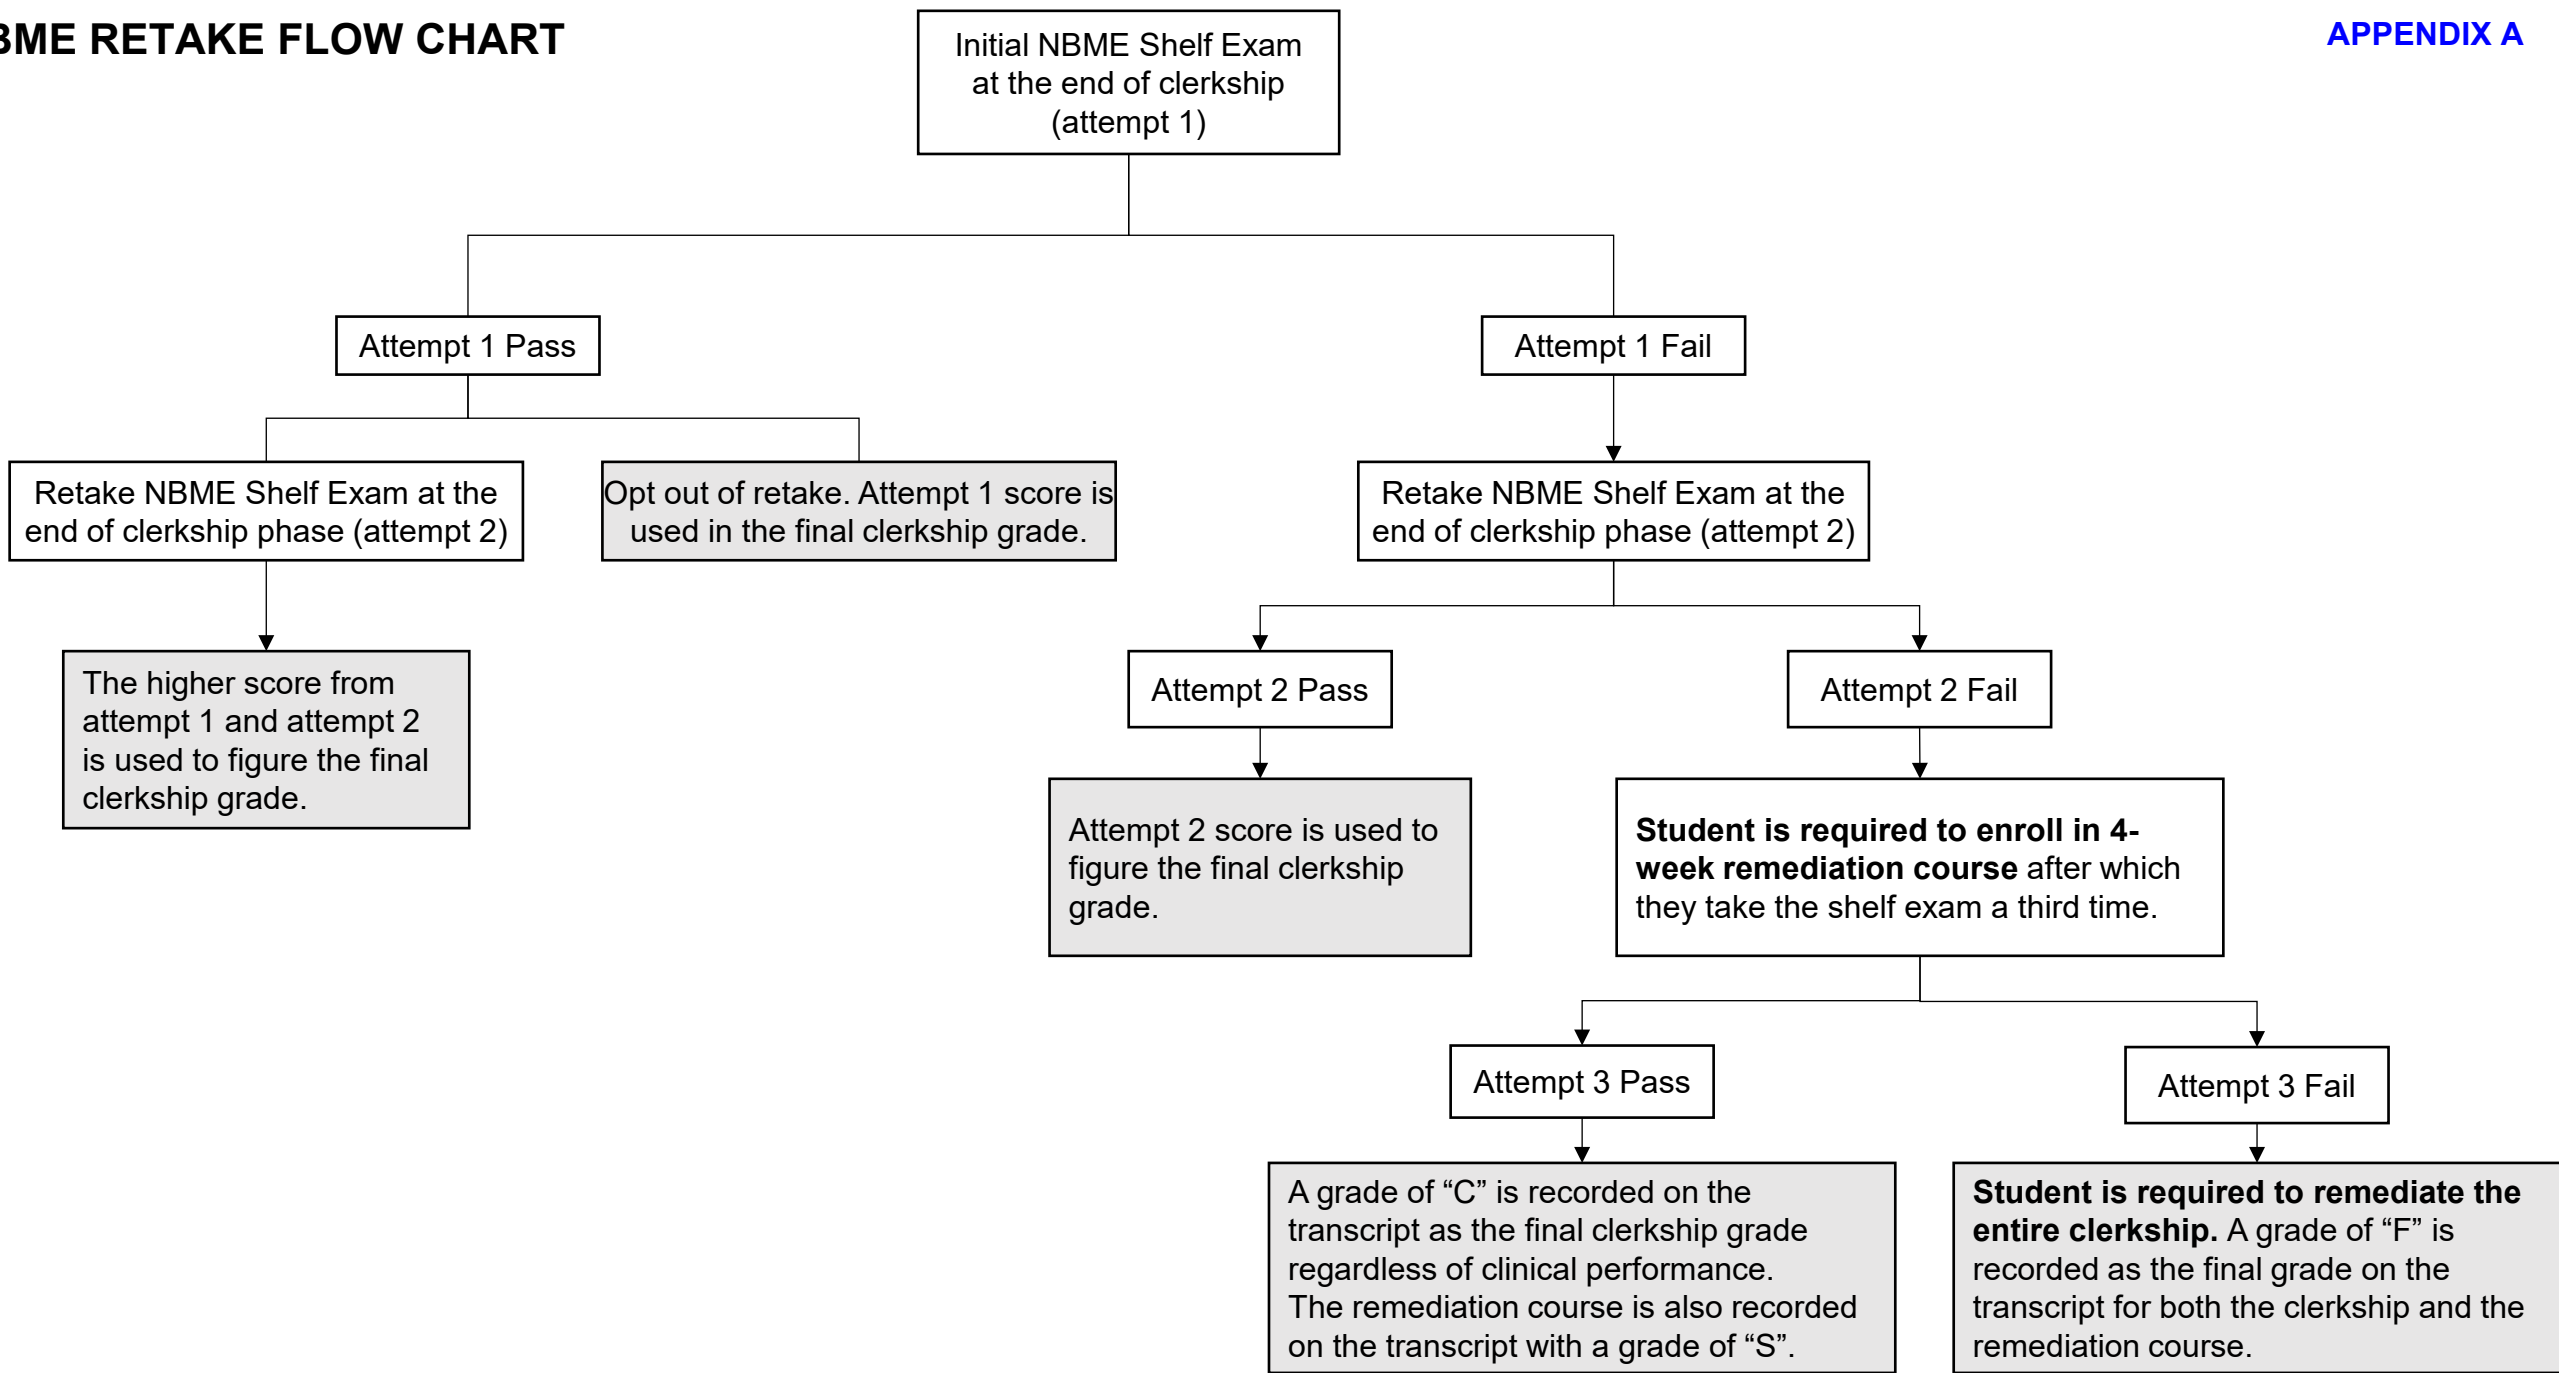 BME RETAKE FLOW CHART
APPENDIX A
Initial NBME Shelf Exam
at the end of clerkship
(attempt 1)
Attempt 1 Pass
Attempt 1 Fail
Retake NBME Shelf Exam at the
end of clerkship phase (attempt 2)
Opt out of retake. Attempt 1 score is
used in the final clerkship grade.
Retake NBME Shelf Exam at the
end of clerkship phase (attempt 2)
The higher score from
attempt 1 and attempt 2
is used to figure the final
clerkship grade.
Attempt 2 Pass
Attempt 2 Fail
Attempt 2 score is used to
figure the final clerkship
grade.
Student is required to enroll in 4-
week remediation course after which
they take the shelf exam a third time.
Attempt 3 Pass
Attempt 3 Fail
A grade of “C” is recorded on the
transcript as the final clerkship grade
regardless of clinical performance.
The remediation course is also recorded
on the transcript with a grade of “S”.
Student is required to remediate the
entire clerkship. A grade of “F” is
recorded as the final grade on the
transcript for both the clerkship and the
remediation course.